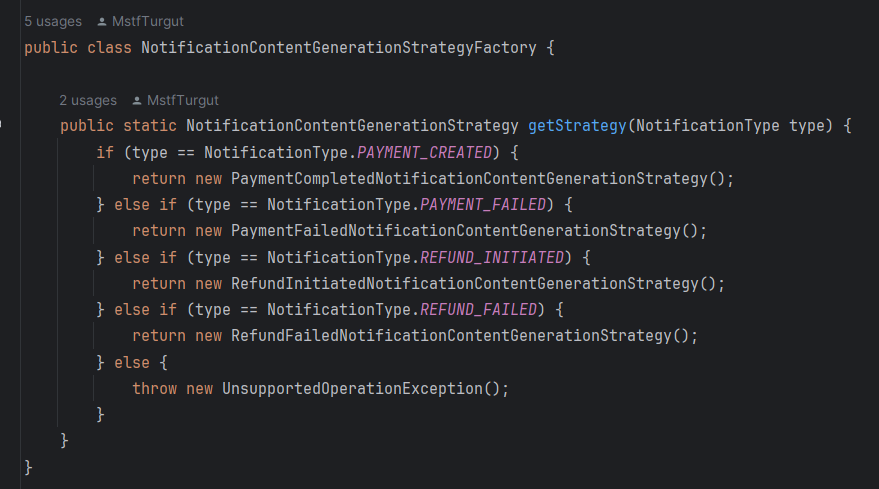 5 usages MstfTurgut
public class NotificationContentGenerationStrategyFactory {
2 usages MstfTurgut
public static NotificationContentGenerationStrategy getStrategy(NotificationType type) {
if (type == NotificationType.PAYMENT_CREATED) {
return new PaymentCompletedNotificationContentGenerationStrategy();
} else if (type == NotificationType.PAYMENT_FAILED) {
return new PaymentFailedNotificationContentGenerationStrategy();
} else if (type == NotificationType.REFUND_INITIATED) {
return new RefundInitiatedNotificationContentGenerationStrategy();
} else if (type == NotificationType.REFUND_FAILED) {
return new RefundFailedNotificationContentGenerationStrategy();
} else {
throw new UnsupportedOperationException();
}
}
}